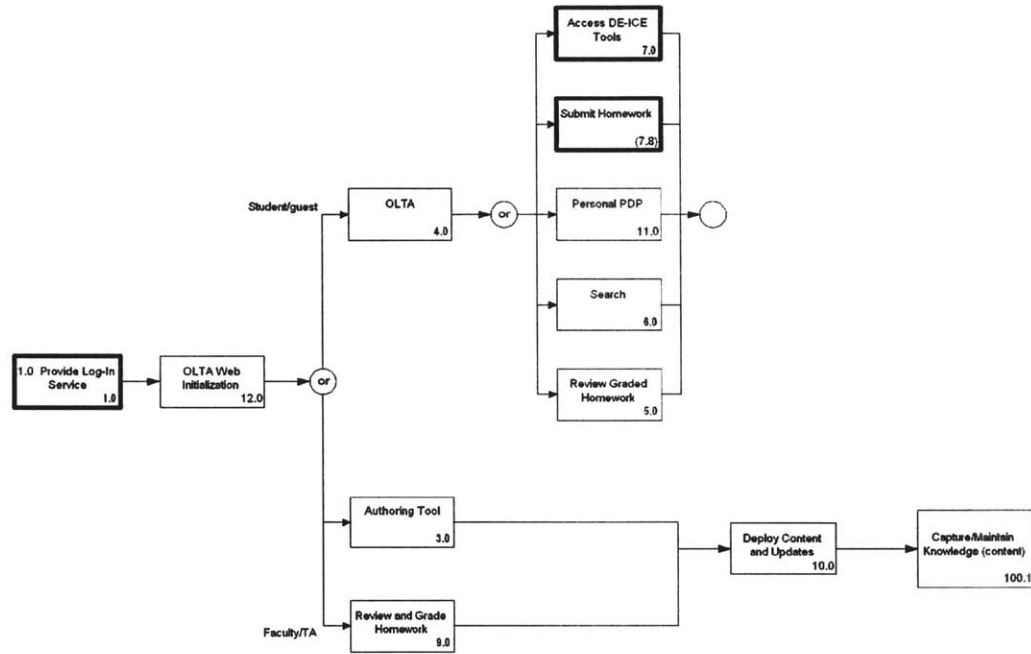 Access DE-ICE
Tools
7.0
Submit Homework
(7.8)
Student/guest
OLTA
4.0
or
Personal PDP
11.0
Search
6.0
1.0 Provide Log-In
Service
1.0
OLTA Web
Initialization
12.0
or
Review Graded
Homework
5.0
Authoring Tool
3.0
Deploy Content
and Updates
10.0
Capture/Maintain
Knowledge (content)
100.1
Faculty/TA
Review and Grade
Homework
9.0